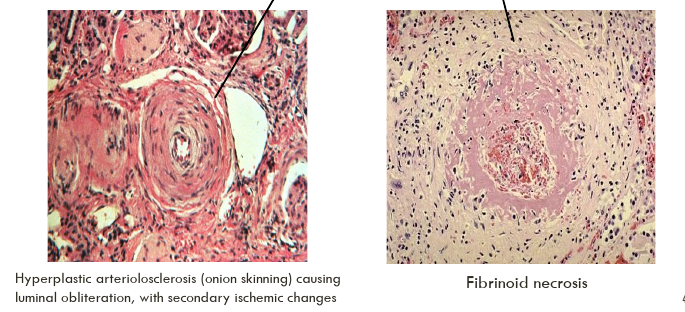 Hyperplastic arteriolosclerosis (onion skinning) causing
luminal obliteration, with secondary ischemic changes
Fibrinoid necrosis